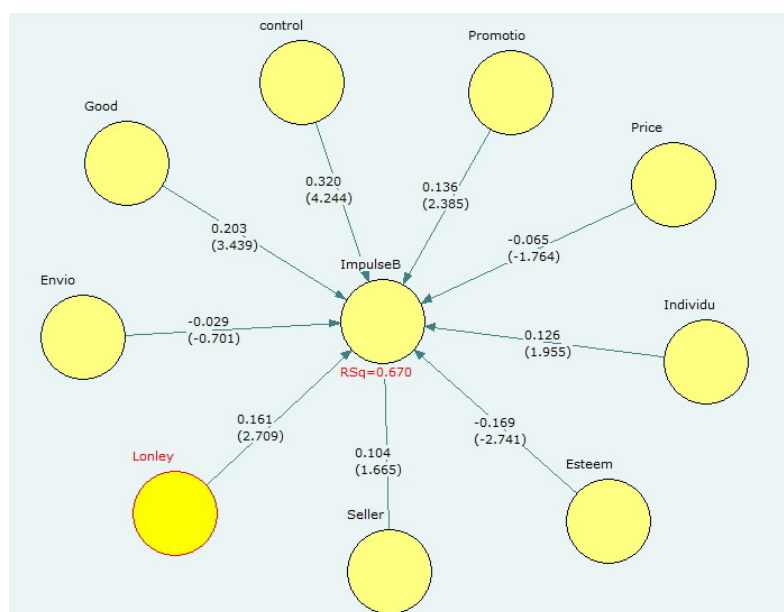 control
Promotio
Good
Price
0.320
(4.244)
0.136
(2.385)
0.203
(3.439)
-0.065
(-1.764)
ImpulseB
Envio
Individu
-0.029
(-0.701)
0.126
(1.955)
RSq=0.670
0.161
(2.709)
-0.169
(-2.741)
0.104
(1.665)
Lonley
Esteem
Seller